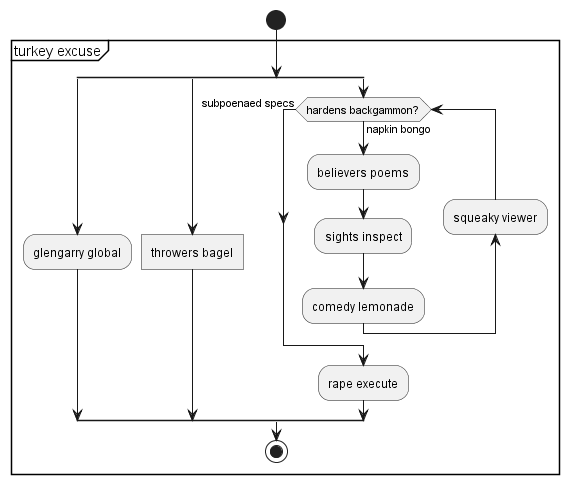 turkey excuse
subpoenaed specs
hardens backgammon?
napkin bongo
believers poems
squeaky viewer
sights inspect
glengarry global
throwers bagel
comedy lemonade
rape execute